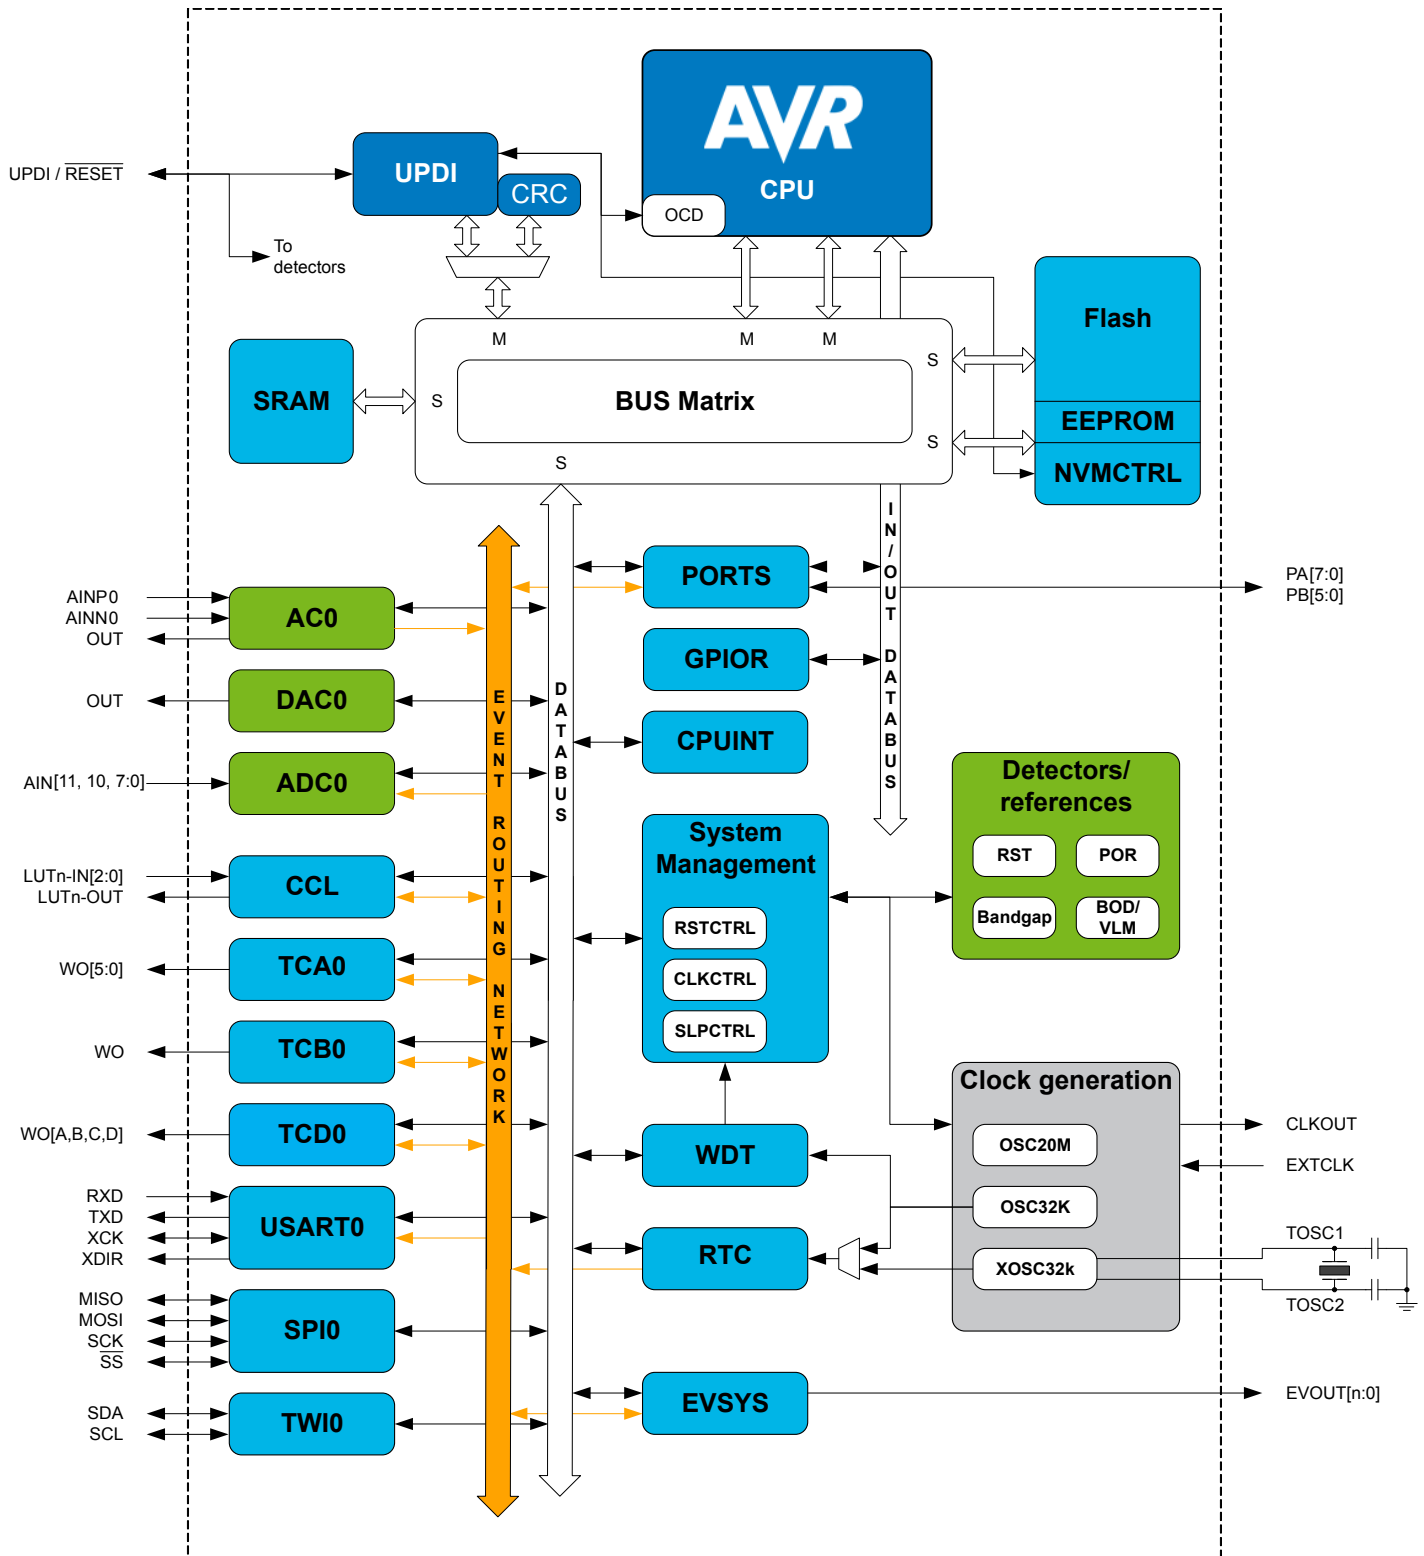 AVR
CPU
OCD
UPDI
CRC
UPDI / RESET
To
detectors
M
M
M
S
S
S
S
BUS Matrix
SRAM
Flash
EEPROM
NVMCTRL
IN/OUT DATABUS
DATABUS
EVENT ROUTING NETWORK
AINP0
AINN0
OUT
AC0
OUT
DAC0
AIN[11, 10, 7:0]
ADC0
LUTn-IN[2:0]
LUTn-OUT
CCL
WO[5:0]
TCA0
WO
TCB0
WO[A,B,C,D]
TCD0
RXD
TXD
XCK
XDIR
USART0
MISO
MOSI
SCK
SS
SPI0
SDA
SCL
TWI0
PORTS
PA[7:0]
PB[5:0]
GPIOR
CPUINT
System
Management
RSTCTRL
CLKCTRL
SLPCTRL
WDT
RTC
EVSYS
Detectors/
references
RST
POR
Bandgap
BOD/
VLM
Clock generation
OSC20M
OSC32K
XOSC32k
CLKOUT
EXTCLK
TOSC1
TOSC2
EVOUT[n:0]